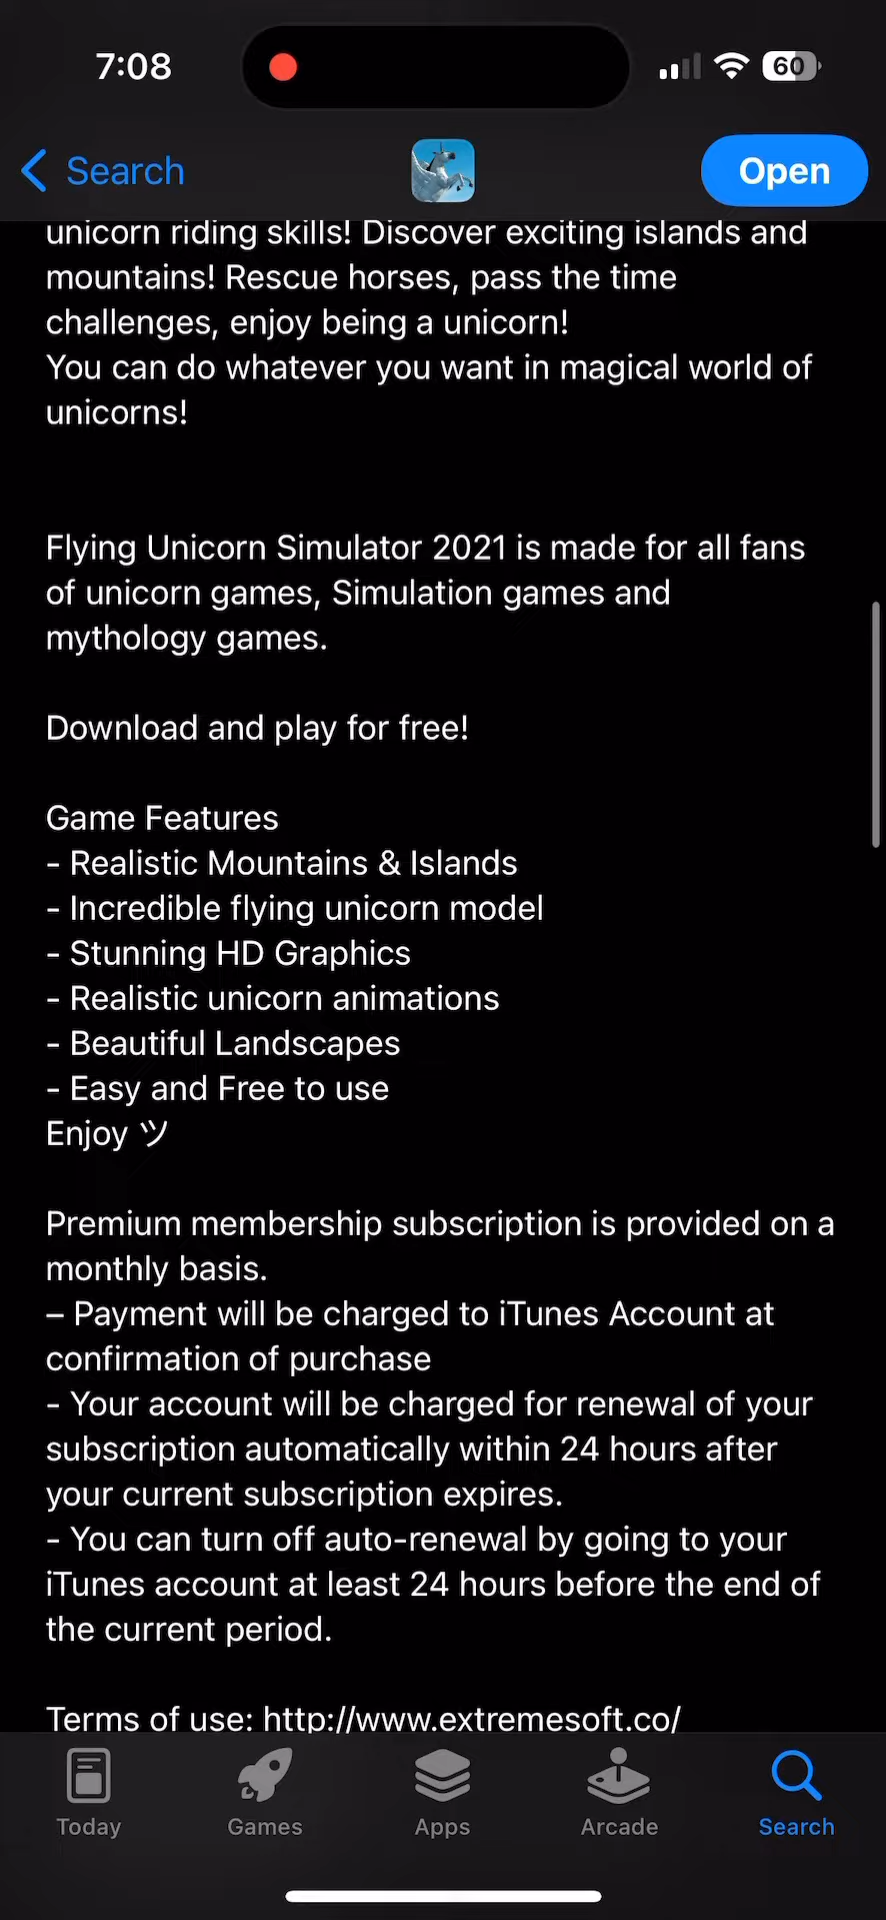 7:08
60
Search
Open
unicorn riding skills! Discover exciting islands and
mountains! Rescue horses, pass the time
challenges, enjoy being a unicorn!
You can do whatever you want in magical world of
unicorns!
Flying Unicorn Simulator 2021 is made for all fans
of unicorn games, Simulation games and
mythology games.
Download and play for free!
Game Features
- Realistic Mountains & Islands
- Incredible flying unicorn model
- Stunning HD Graphics
- Realistic unicorn animations
- Beautiful Landscapes
- Easy and Free to use
Enjoy ツ
Premium membership subscription is provided on a
monthly basis.
– Payment will be charged to iTunes Account at
confirmation of purchase
- Your account will be charged for renewal of your
subscription automatically within 24 hours after
your current subscription expires.
- You can turn off auto-renewal by going to your
iTunes account at least 24 hours before the end of
the current period.
Terms of use: http://www.extremesoft.co/
Today
Games
Apps
Arcade
Search